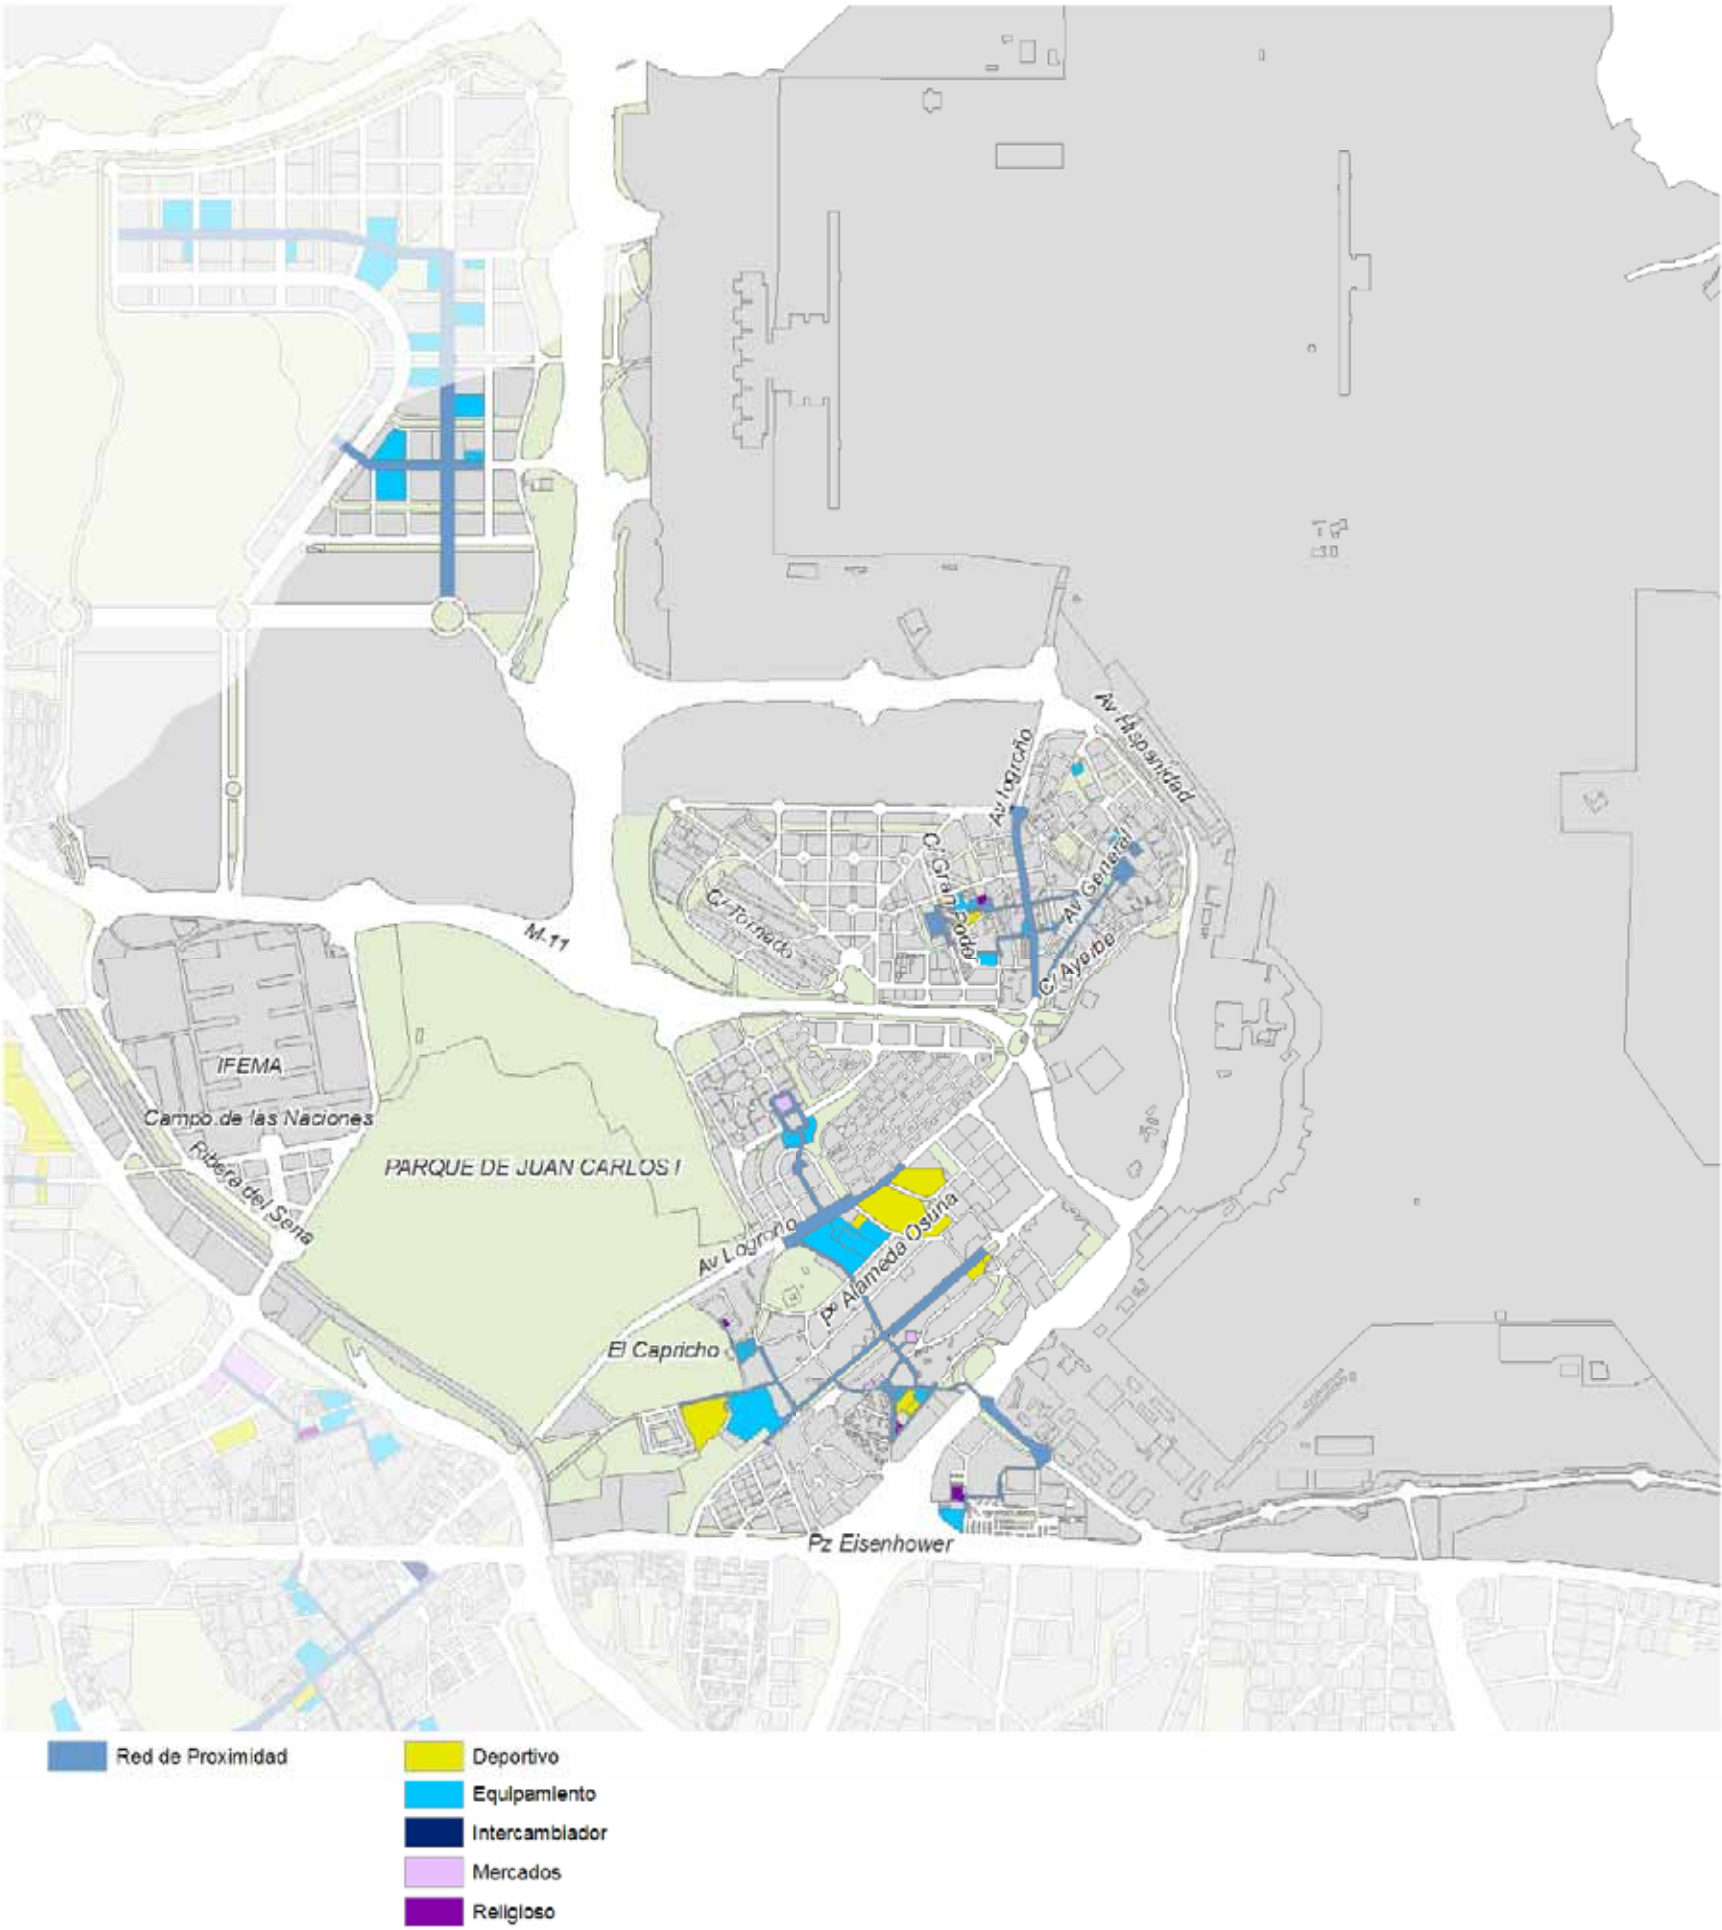 Av Hispanidad
Av logroño
C/ Gran Poda
Av General
C/ Tornado
C/ Ayerbe
M-11
IFEMA
Campo de las Naciones
Ribera del Sena
PARQUE DE JUAN CARLOS I
Av Logroño
Pº Alameda Osuna
El Capricho
Pz Eisenhower
Red de Proximidad
Deportivo
Equipamiento
Intercambiador
Mercados
Religioso